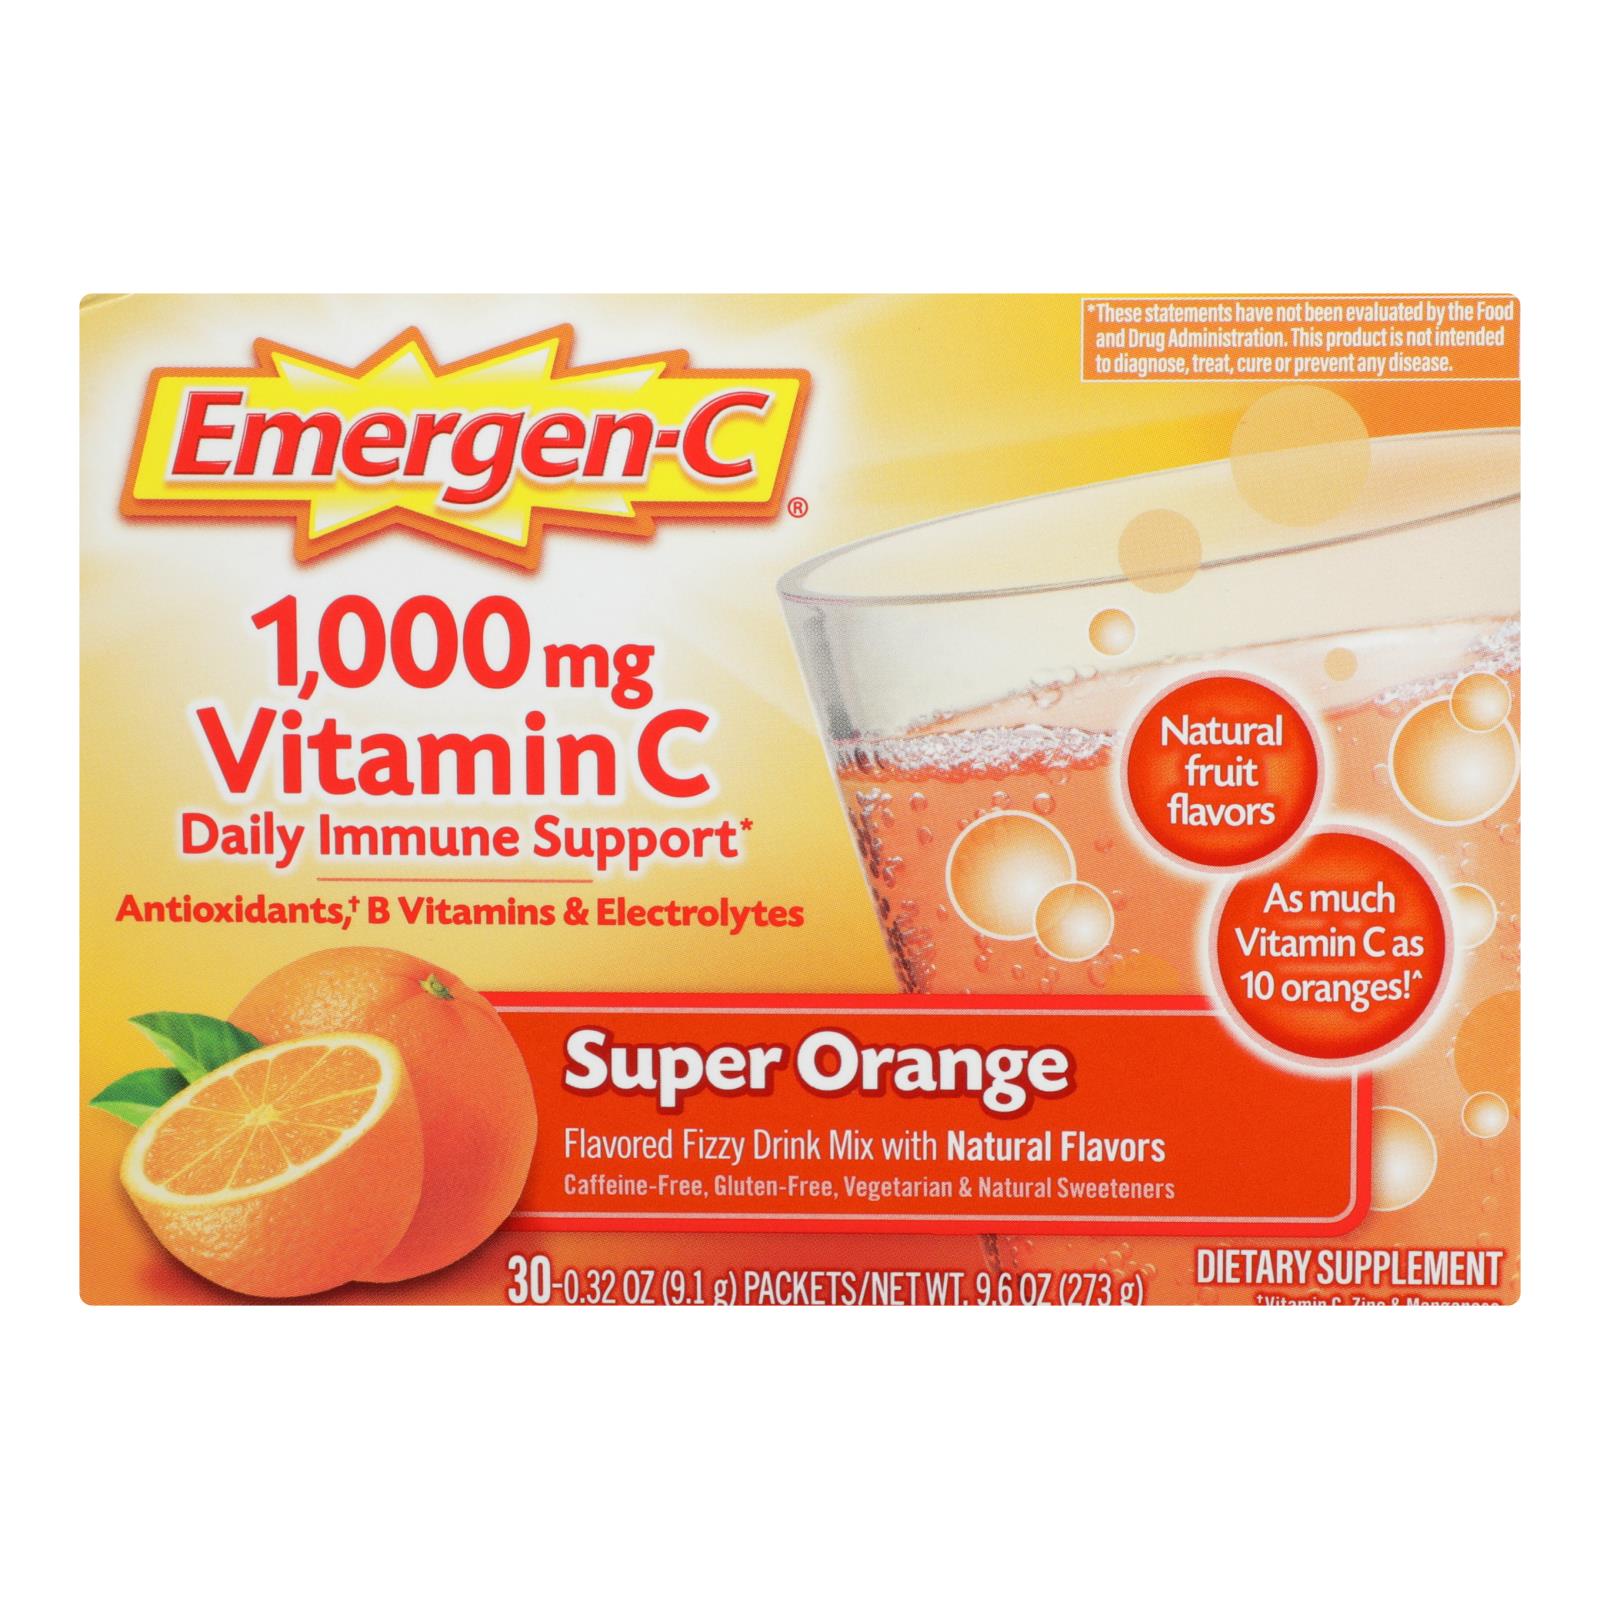 *These statements have not been evaluated by the Food
and Drug Administration. This product is not intended
to diagnose, treat, cure or prevent any disease.
Emergen-C®
1,000 mg
Vitamin C
Daily Immune Support*
Antioxidants,† B Vitamins & Electrolytes
Natural
fruit
flavors
As much
Vitamin C as
10 oranges!^
Super Orange
Flavored Fizzy Drink Mix with Natural Flavors
Caffeine-Free, Gluten-Free, Vegetarian & Natural Sweeteners
30-0.32 OZ (9.1 g) PACKETS/NET WT. 9.6 OZ (273 g)
DIETARY SUPPLEMENT
†Vitamin C, Zinc & Manganese